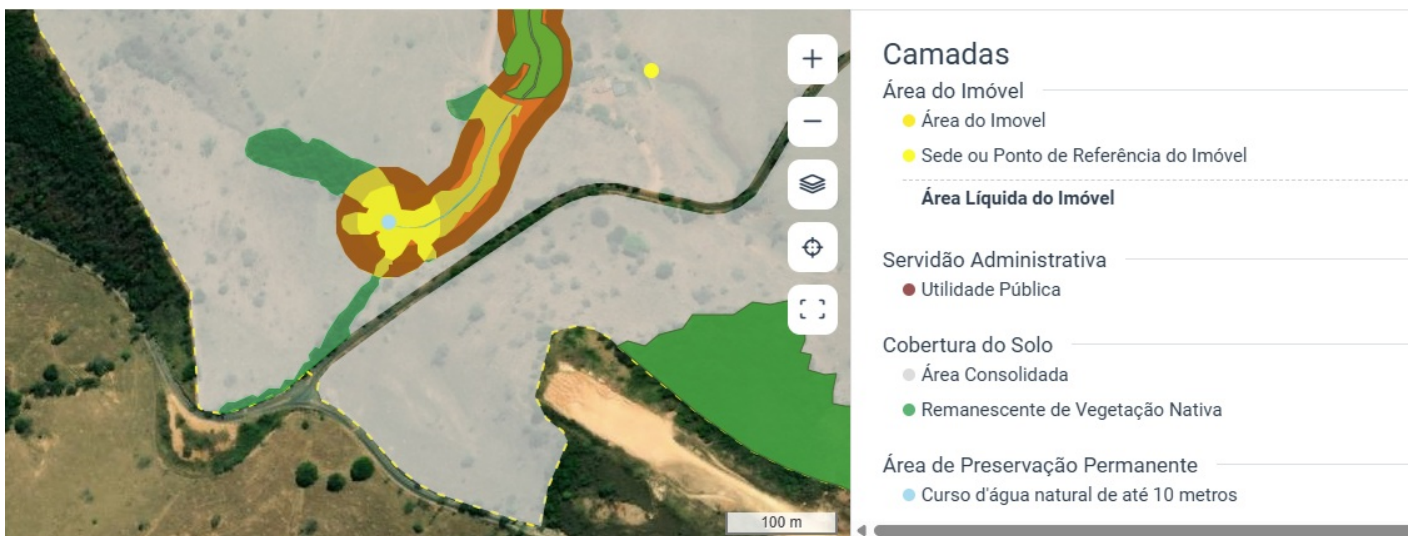 Camadas
Área do Imóvel
Área do Imovel
Sede ou Ponto de Referência do Imóvel
Área Líquida do Imóvel
Servidão Administrativa
Utilidade Pública
Cobertura do Solo
Área Consolidada
Remanescente de Vegetação Nativa
Área de Preservação Permanente
Curso d'água natural de até 10 metros
100 m